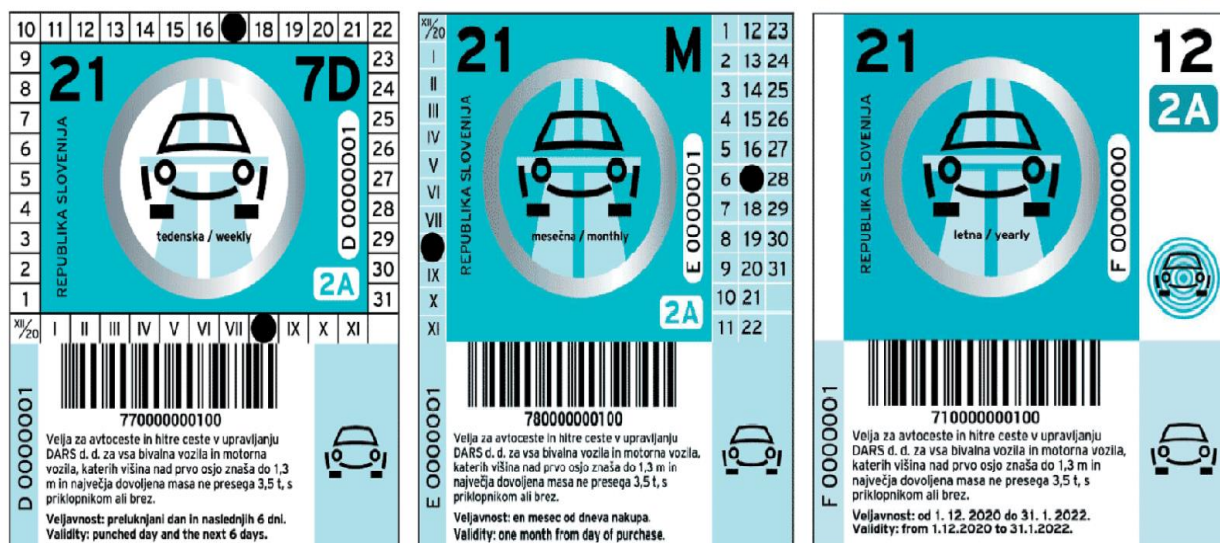 10 11 12 13 14 15 16 18 19 20 21 22
9 23
8 24
7 25
6 26
5 27
4 28
3 29
2 30
1 31
XII/20 I II III IV V VI VII IX X XI
21 7D
REPUBLIKA SLOVENIJA
D 0000001
tedenska / weekly
2A
D 0000001
770000000100
Velja za avtoceste in hitre ceste v upravljanju
DARS d. d. za vsa bivalna vozila in motorna
vozila, katerih višina nad prvo osjo znaša do 1,3
m in največja dovoljena masa ne presega 3,5 t, s
priklopnikom ali brez.
Veljavnost: preluknjani dan in naslednjih 6 dni.
Validity: punched day and the next 6 days.
XII/20
I
II
III
IV
V
VI
VII
IX
X
XI
21 M
REPUBLIKA SLOVENIJA
E 0000001
mesečna / monthly
2A
1 12 23
2 13 24
3 14 25
4 15 26
5 16 27
6 28
7 18 29
8 19 30
9 20 31
10 21
11 22
E 0000001
780000000100
Velja za avtoceste in hitre ceste v upravljanju
DARS d. d. za vsa bivalna vozila in motorna vozila,
katerih višina nad prvo osjo znaša do 1,3 m in
največja dovoljena masa ne presega 3,5 t, s
priklopnikom ali brez.
Veljavnost: en mesec od dneva nakupa.
Validity: one month from day of purchase.
21 12
2A
REPUBLIKA SLOVENIJA
F 0000000
letna / yearly
F 0000001
710000000100
Velja za avtoceste in hitre ceste v upravljanju
DARS d. d. za vsa bivalna vozila in motorna vozila,
katerih višina nad prvo osjo znaša do 1,3 m in
največja dovoljena masa ne presega 3,5 t, s
priklopnikom ali brez.
Veljavnost: od 1. 12. 2020 do 31. 1. 2022.
Validity: from 1.12.2020 to 31.1.2022.